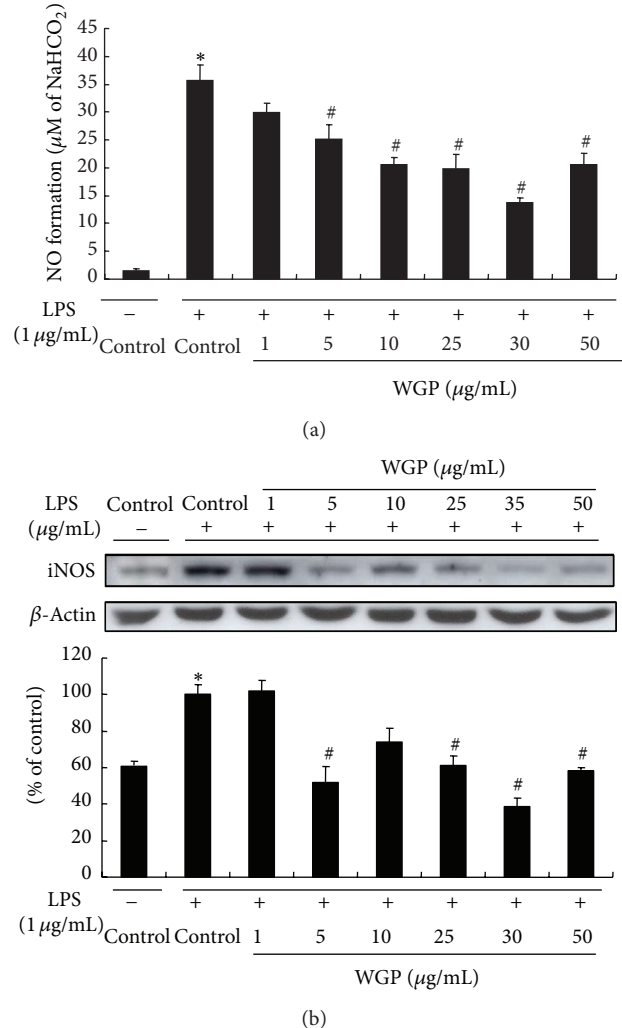 NO formation (μM of NaHCO₂)
45
40
35
30
25
20
15
10
5
0
*
# # # # #
LPS
(1 μg/mL)
− + + + + + + +
Control Control 1 5 10 25 30 50
WGP (μg/mL)
(a)
WGP (μg/mL)
LPS
(μg/mL)
Control Control 1 5 10 25 35 50
− + + + + + + +
iNOS
β-Actin
(% of control)
120
100
80
60
40
20
0
*
# # # #
LPS
(1 μg/mL)
− + + + + + + +
Control Control 1 5 10 25 30 50
WGP (μg/mL)
(b)